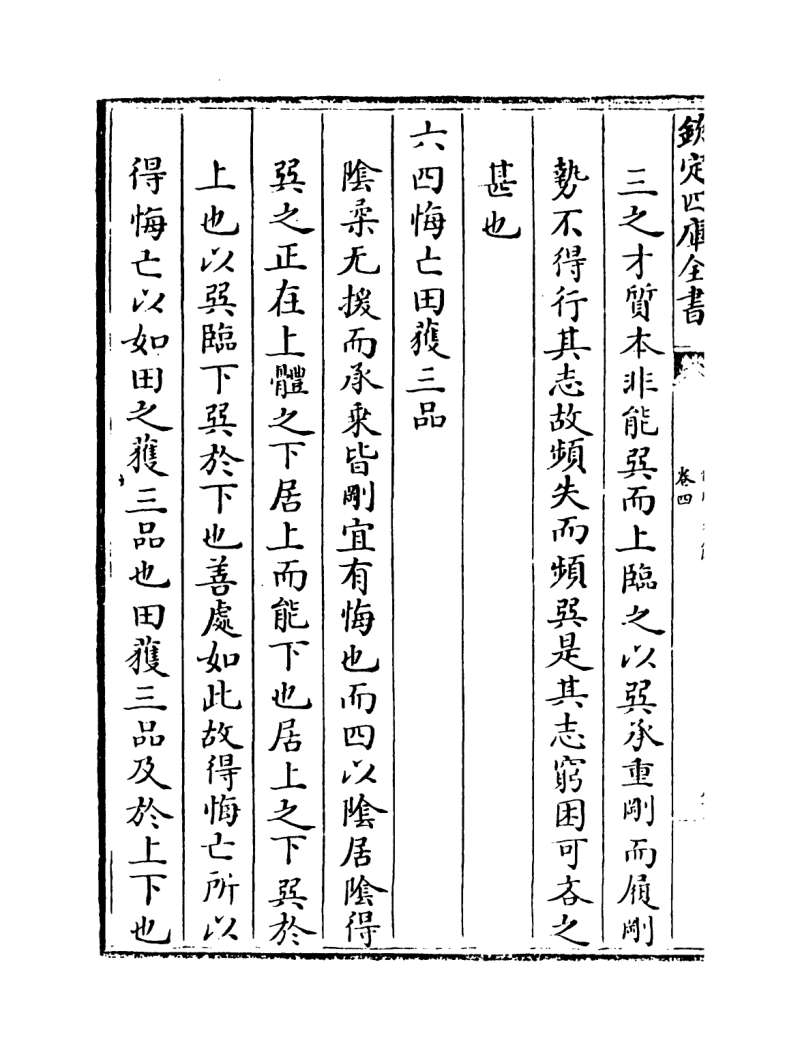 欽定四庫全書
卷四
三之才質本非能巽而上臨之以巽承重剛而履剛
勢不得行其志故頻失而頻巽是其志窮困可吝之
甚也
六四悔亡田獲三品
陰柔无援而承乘皆剛宜有悔也而四以陰居陰得
巽之正在上體之下居上而能下也居上之下巽於
上也以巽臨下巽於下也善處如此故得悔亡所以
得悔亡以如田之獲三品也田獲三品及於上下也